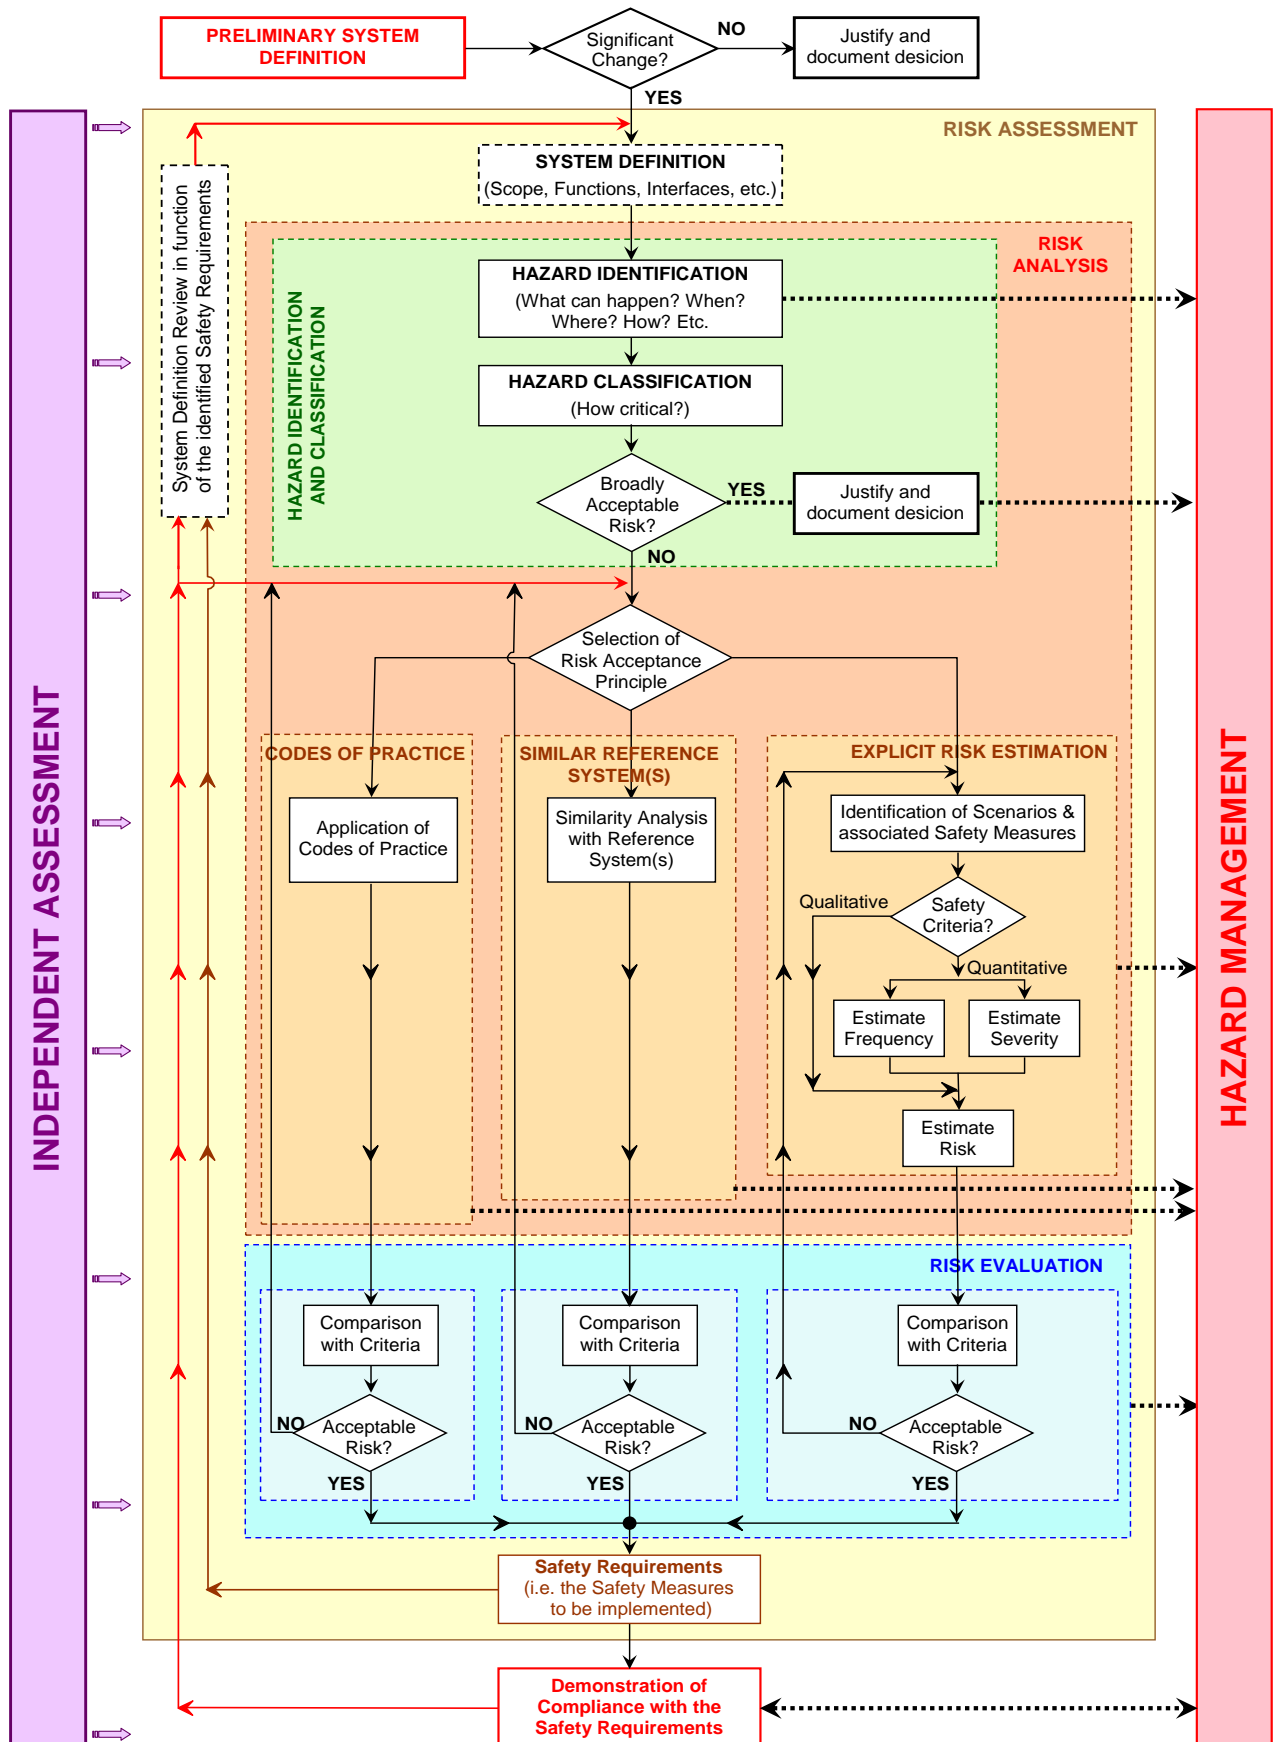 PRELIMINARY SYSTEM
DEFINITION
Significant
Change?
NO
Justify and
document desicion
YES
RISK ASSESSMENT
SYSTEM DEFINITION
(Scope, Functions, Interfaces, etc.)
System Definition Review in function
of the identified Safety Requirements
RISK
ANALYSIS
HAZARD IDENTIFICATION
AND CLASSIFICATION
HAZARD IDENTIFICATION
(What can happen? When?
Where? How? Etc.
HAZARD CLASSIFICATION
(How critical?)
Broadly
Acceptable
Risk?
YES
Justify and
document desicion
NO
Selection of
Risk Acceptance
Principle
INDEPENDENT ASSESSMENT
HAZARD MANAGEMENT
CODES OF PRACTICE
Application of
Codes of Practice
SIMILAR REFERENCE
SYSTEM(S)
Similarity Analysis
with Reference
System(s)
EXPLICIT RISK ESTIMATION
Identification of Scenarios &
associated Safety Measures
Qualitative
Safety
Criteria?
Quantitative
Estimate
Frequency
Estimate
Severity
Estimate
Risk
RISK EVALUATION
Comparison
with Criteria
Comparison
with Criteria
Comparison
with Criteria
NO
Acceptable
Risk?
YES
NO
Acceptable
Risk?
YES
NO
Acceptable
Risk?
YES
Safety Requirements
(i.e. the Safety Measures
to be implemented)
Demonstration of
Compliance with the
Safety Requirements